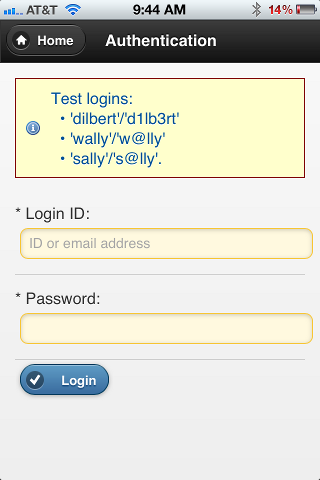 AT&T 9:44 AM 14%
Home Authentication
Test logins:
• 'dilbert'/'d1lb3rt'
• 'wally'/'w@lly'
• 'sally'/'s@lly'.
* Login ID:
ID or email address
* Password:
Login